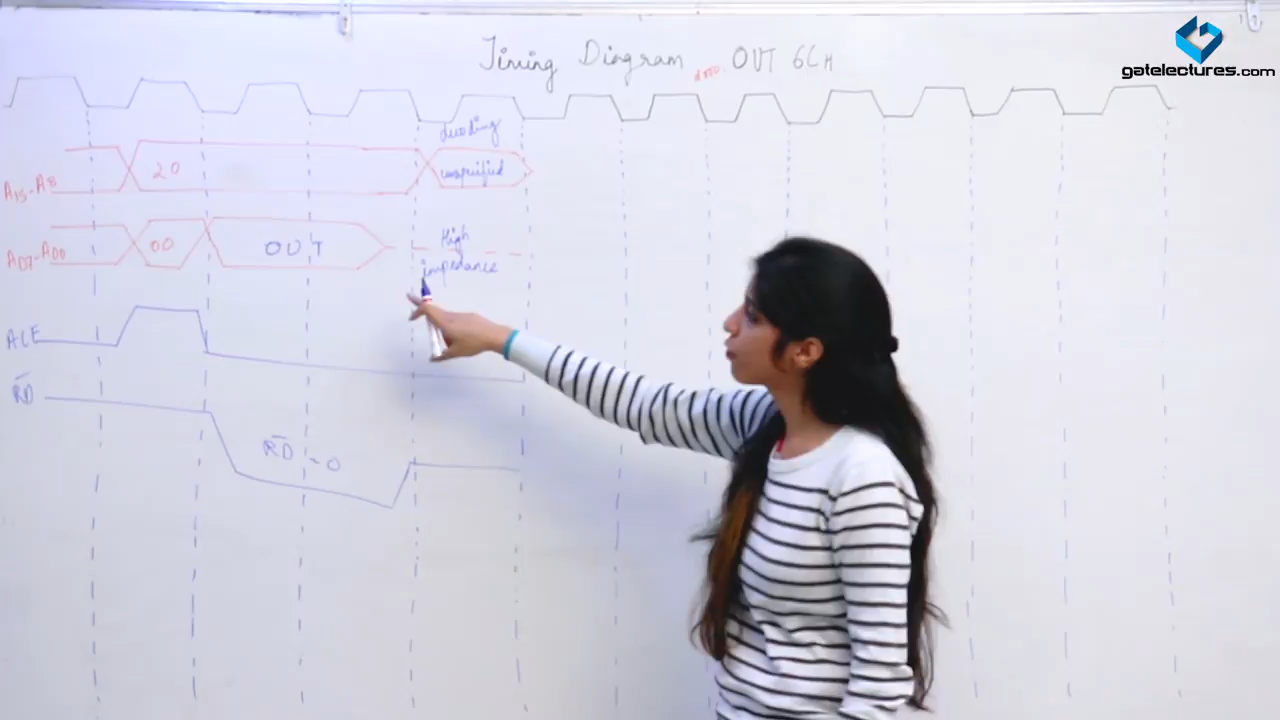 Timing Diagram OUT 6C H
gatelectures.com
decoding
A15-A8 20 unspecified
AD7-AD0 00 OUT High
impedance
ALE
RD
RD - 0